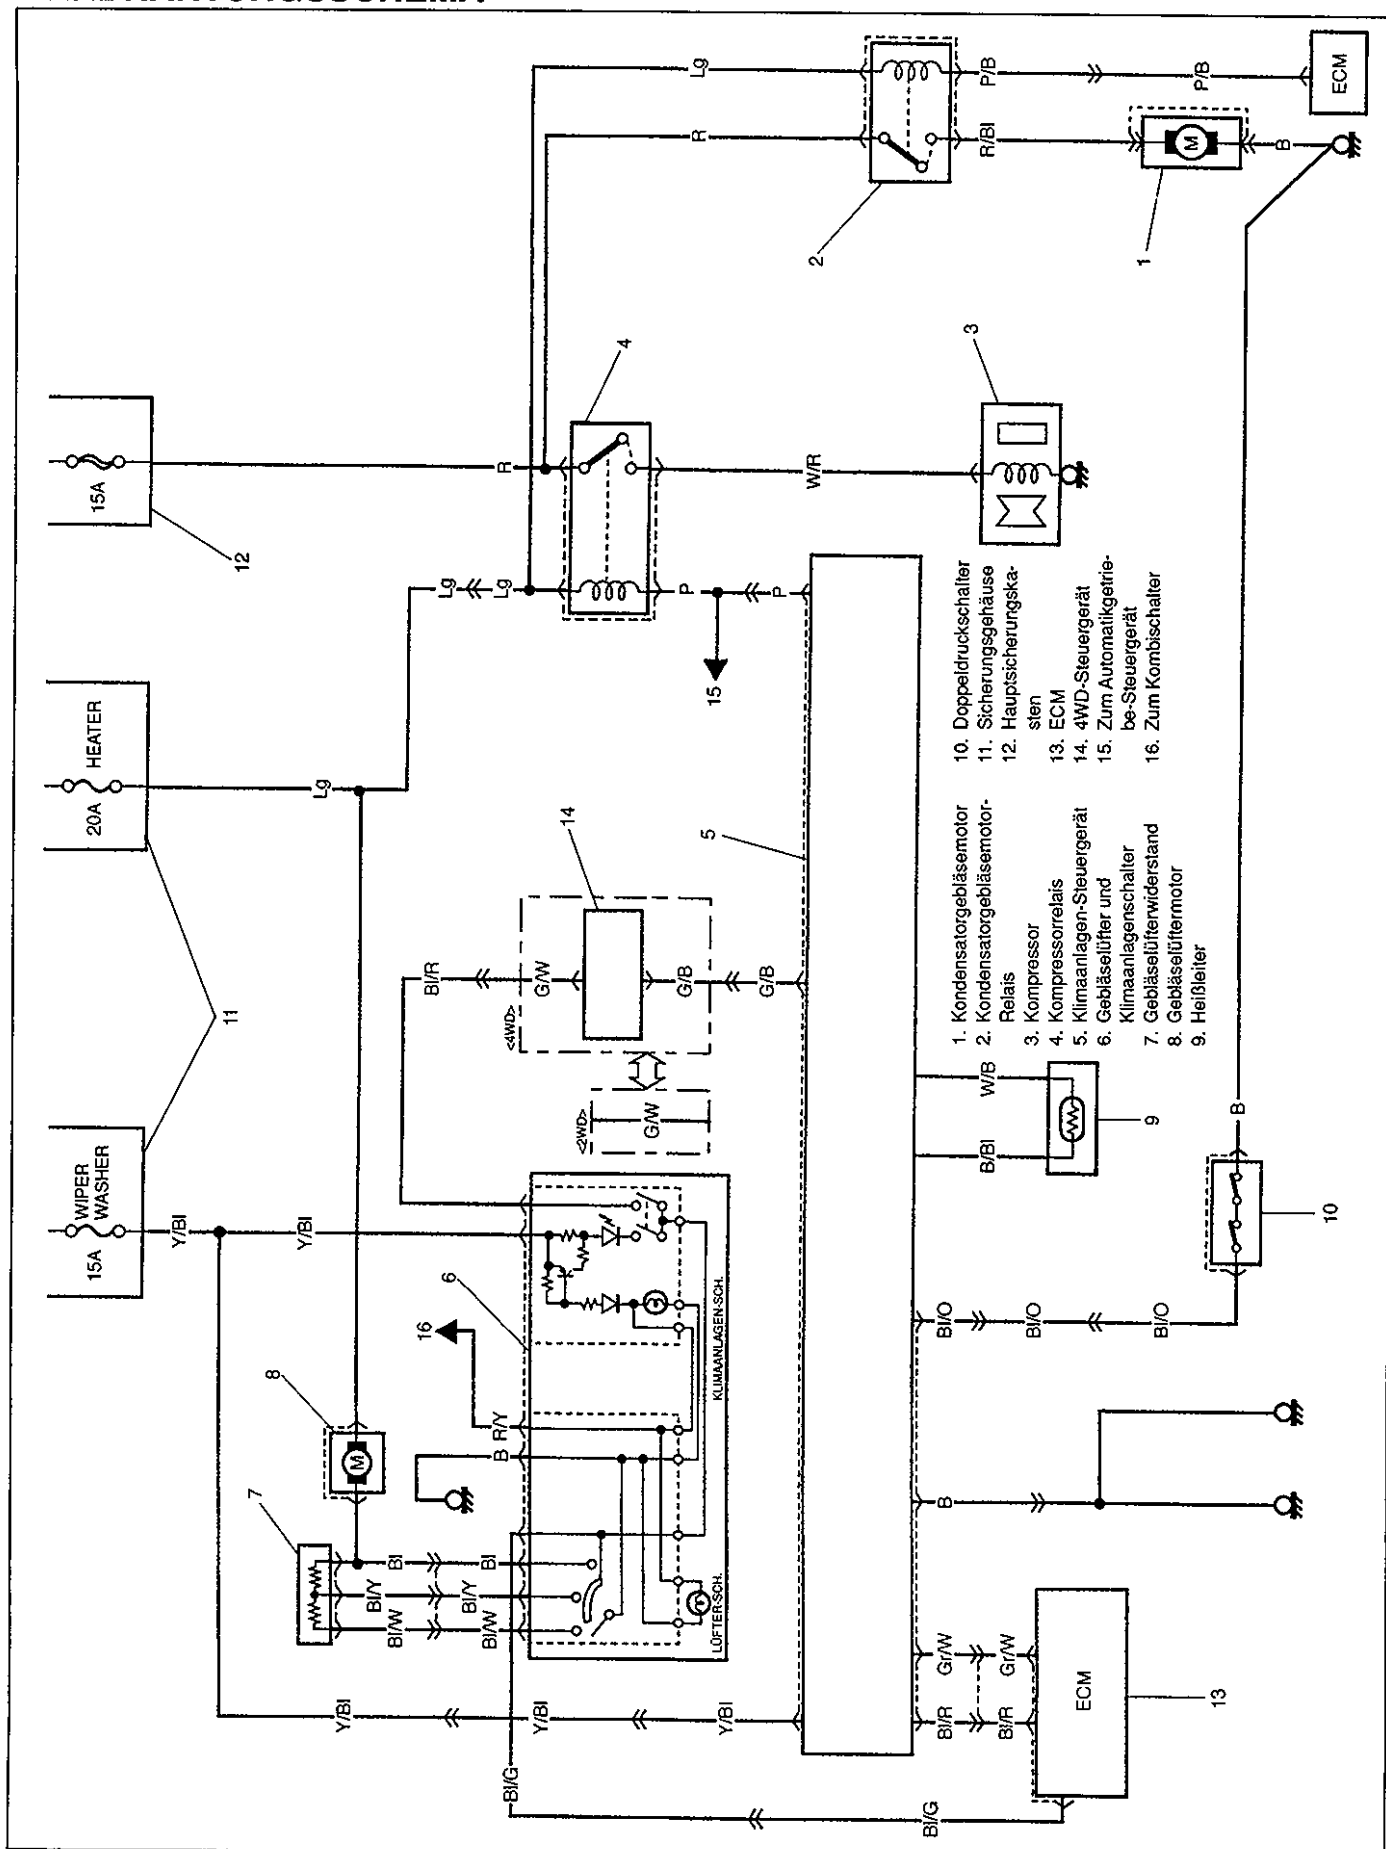 15A
WIPER
WASHER
20A
HEATER
15A
12
11
Y/Bl
Y/Bl
Lg
Lg
Lg
R
Lg
R
4
2
P/B
P/B
ECM
R/Bl
B
1
7
8
16
6
Bl
Bl/Y
Bl/W
Bl
Bl/Y
Bl/W
B
R/Y
Bl/R
<4WD>
G/W
14
G/B
G/B
<2WD>
G/W
LÜFTER-SCH.
KLIMAANLAGEN-SCH.
P
P
15
5
W/R
3
Y/Bl
Y/Bl
Y/Bl
Bl/G
Bl/G
Bl/R
Bl/R
Gr/W
Gr/W
ECM
13
B
Bl/O
Bl/O
Bl/O
10
B
B/Bl
W/B
9
M
M
1. Kondensatorgebläsemotor
2. Kondensatorgebläsemotor-
Relais
3. Kompressor
4. Kompressorrelais
5. Klimaanlagen-Steuergerät
6. Gebläselüfter und
Klimaanlagenschalter
7. Gebläselüfterwiderstand
8. Gebläselüftermotor
9. Heißleiter
10. Doppeldruckschalter
11. Sicherungsgehäuse
12. Hauptsicherungska-
sten
13. ECM
14. 4WD-Steuergerät
15. Zum Automatikgetrie-
be-Steuergerät
16. Zum Kombischalter